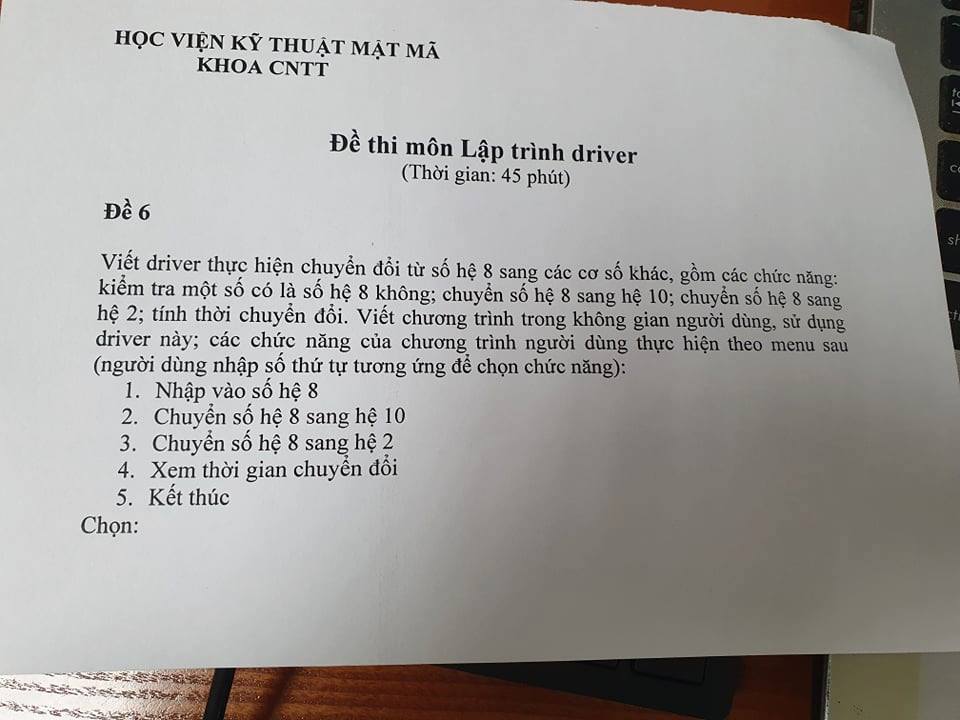 HỌC VIỆN KỸ THUẬT MẬT MÃ
KHOA CNTT
Đề thi môn Lập trình driver
(Thời gian: 45 phút)
Đề 6
Viết driver thực hiện chuyển đổi từ số hệ 8 sang các cơ số khác, gồm các chức năng:
kiểm tra một số có là số hệ 8 không; chuyển số hệ 8 sang hệ 10; chuyển số hệ 8 sang
hệ 2; tính thời chuyển đổi. Viết chương trình trong không gian người dùng, sử dụng
driver này; các chức năng của chương trình người dùng thực hiện theo menu sau
(người dùng nhập số thứ tự tương ứng để chọn chức năng):
1. Nhập vào số hệ 8
2. Chuyển số hệ 8 sang hệ 10
3. Chuyển số hệ 8 sang hệ 2
4. Xem thời gian chuyển đổi
5. Kết thúc
Chọn: